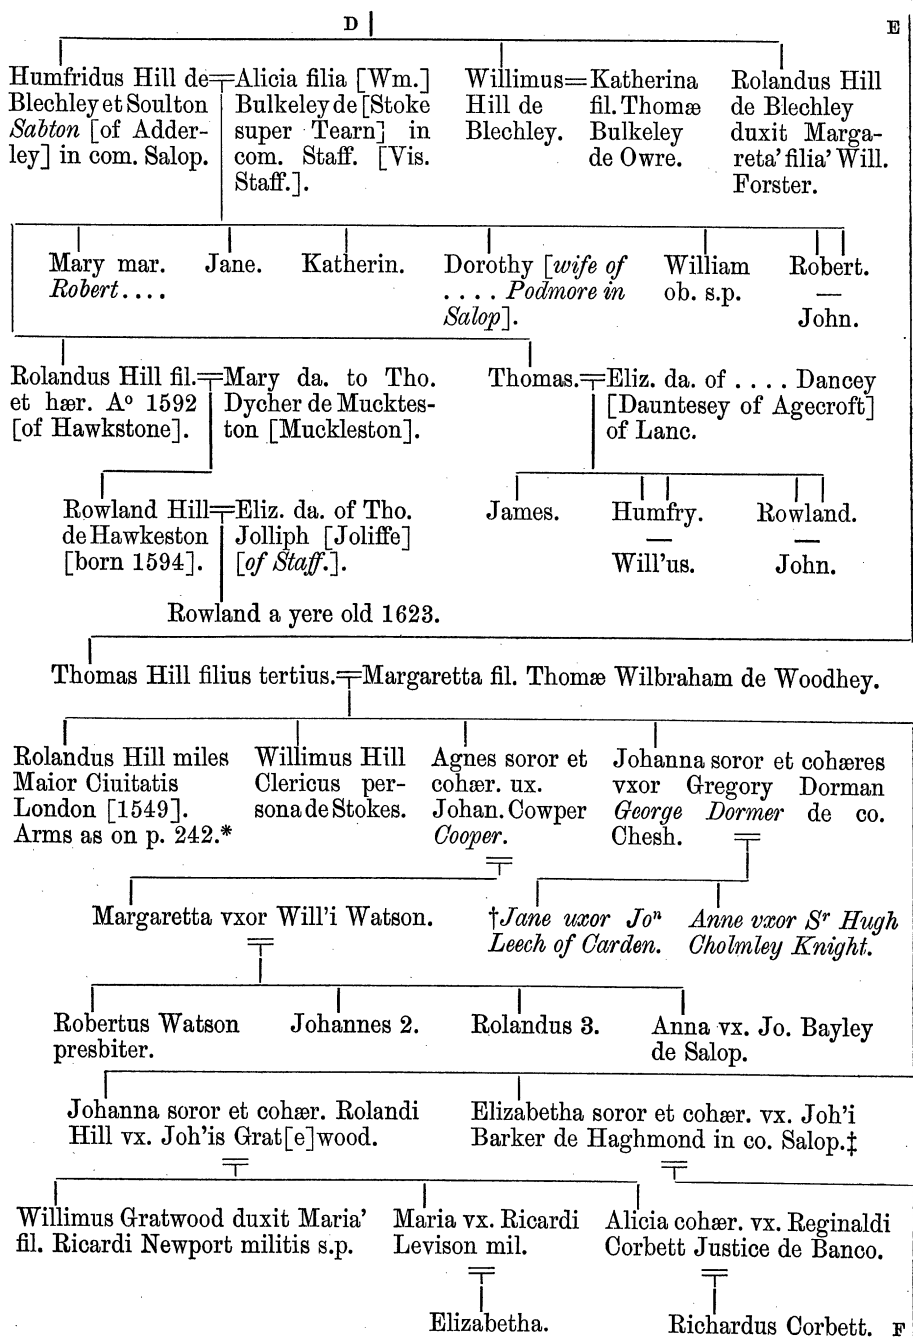 D
E
Humfridus Hill de=Alicia filia [Wm.]
Blechley et Soulton Bulkeley de [Stoke
Sabton [of Adder- super Tearn] in
ley] in com. Salop. com. Staff. [Vis.
Staff.].
Willimus=Katherina
Hill de fil. Thomæ
Blechley. Bulkeley
de Owre.
Rolandus Hill
de Blechley
duxit Marga-
reta' filia' Will.
Forster.
Mary mar.
Robert....
Jane.
Katherin.
Dorothy [wife of
.... Podmore in
Salop].
William
ob. s.p.
Robert.
—
John.
Rolandus Hill fil.=Mary da. to Tho.
et hær. Aº 1592 Dycher de Mucktes-
[of Hawkstone]. ton [Muckleston].
Thomas.=Eliz. da. of .... Dancey
[Dauntesey of Agecroft]
of Lanc.
Rowland Hill=Eliz. da. of Tho.
de Hawkeston Jolliph [Joliffe]
[born 1594]. [of Staff.].
James.
Humfry.
—
Will'us.
Rowland.
—
John.
Rowland a yere old 1623.
Thomas Hill filius tertius.=Margaretta fil. Thomæ Wilbraham de Woodhey.
Rolandus Hill miles
Maior Ciuitatis
London [1549].
Arms as on p. 242.*
Willimus Hill
Clericus per-
sona de Stokes.
Agnes soror et
cohær. ux.
Johan. Cowper
Cooper.
Johanna soror et cohæres
vxor Gregory Dorman
George Dormer de co.
Chesh.
Margaretta vxor Will'i Watson.
†Jane uxor Joⁿ
Leech of Carden.
Anne vxor Sʳ Hugh
Cholmley Knight.
Robertus Watson
presbiter.
Johannes 2.
Rolandus 3.
Anna vx. Jo. Bayley
de Salop.
Johanna soror et cohær. Rolandi
Hill vx. Joh'is Grat[e]wood.
Elizabetha soror et cohær. vx. Joh'i
Barker de Haghmond in co. Salop.‡
Willimus Gratwood duxit Maria'
fil. Ricardi Newport militis s.p.
Maria vx. Ricardi
Levison mil.
Alicia cohær. vx. Reginaldi
Corbett Justice de Banco.
Elizabetha.
Richardus Corbett.
F